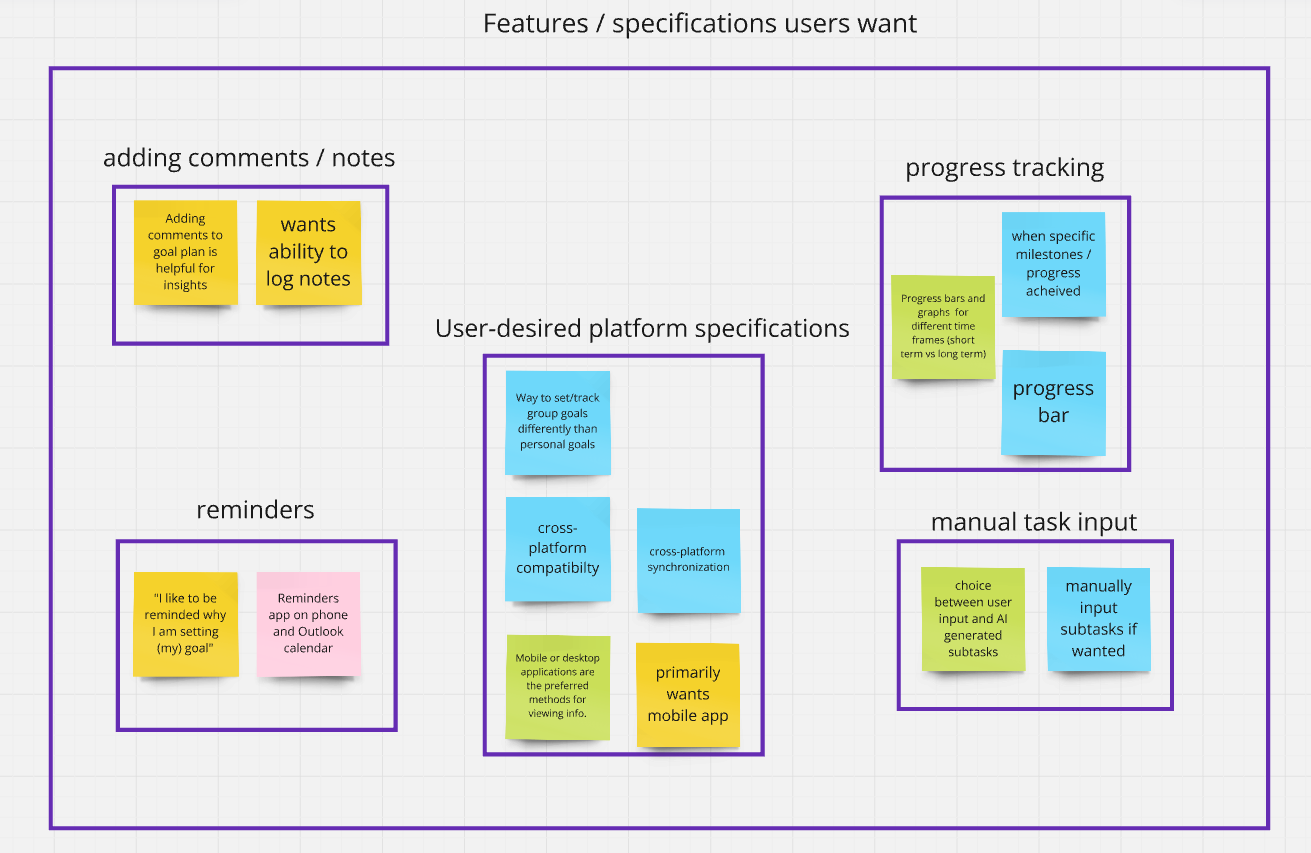 Features / specifications users want
adding comments / notes
Adding
comments to
goal plan is
helpful for
insights
wants
ability to
log notes
progress tracking
when specific
milestones /
progress
acheived
Progress bars and
graphs for
different time
frames (short
term vs long term)
progress
bar
User-desired platform specifications
Way to set/track
group goals
differently than
personal goals
cross-
platform
compatibilty
cross-platform
synchronization
Mobile or desktop
applications are
the preferred
methods for
viewing info.
primarily
wants
mobile app
reminders
"I like to be
reminded why
I am setting
(my) goal"
Reminders
app on phone
and Outlook
calendar
manual task input
choice
between user
input and AI
generated
subtasks
manually
input
subtasks if
wanted